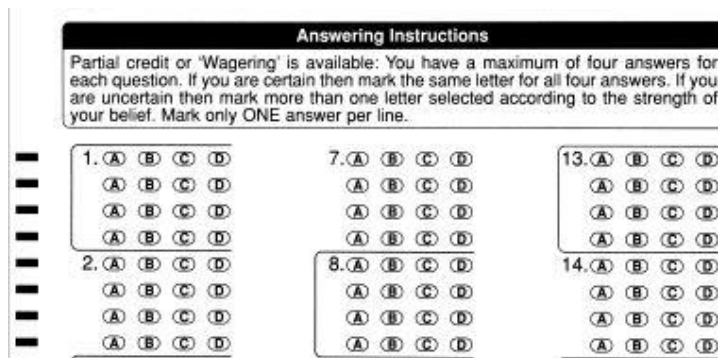 Answering Instructions
Partial credit or 'Wagering' is available: You have a maximum of four answers for
each question. If you are certain then mark the same letter for all four answers. If you
are uncertain then mark more than one letter selected according to the strength of
your belief. Mark only ONE answer per line.
1. A B C D 7. A B C D 13. A B C D
A B C D A B C D A B C D
A B C D A B C D A B C D
A B C D A B C D A B C D
2. A B C D 8. A B C D 14. A B C D
A B C D A B C D A B C D
A B C D A B C D A B C D
A B C D A B C D A B C D